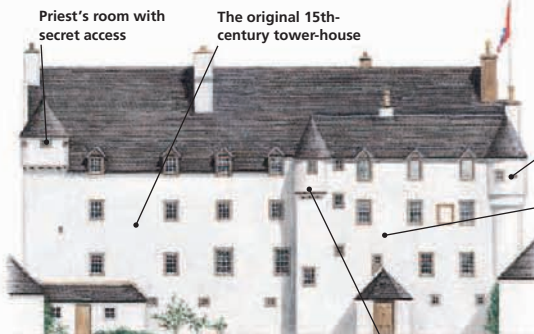 Priest's room with
secret access
The original 15th-
century tower-house